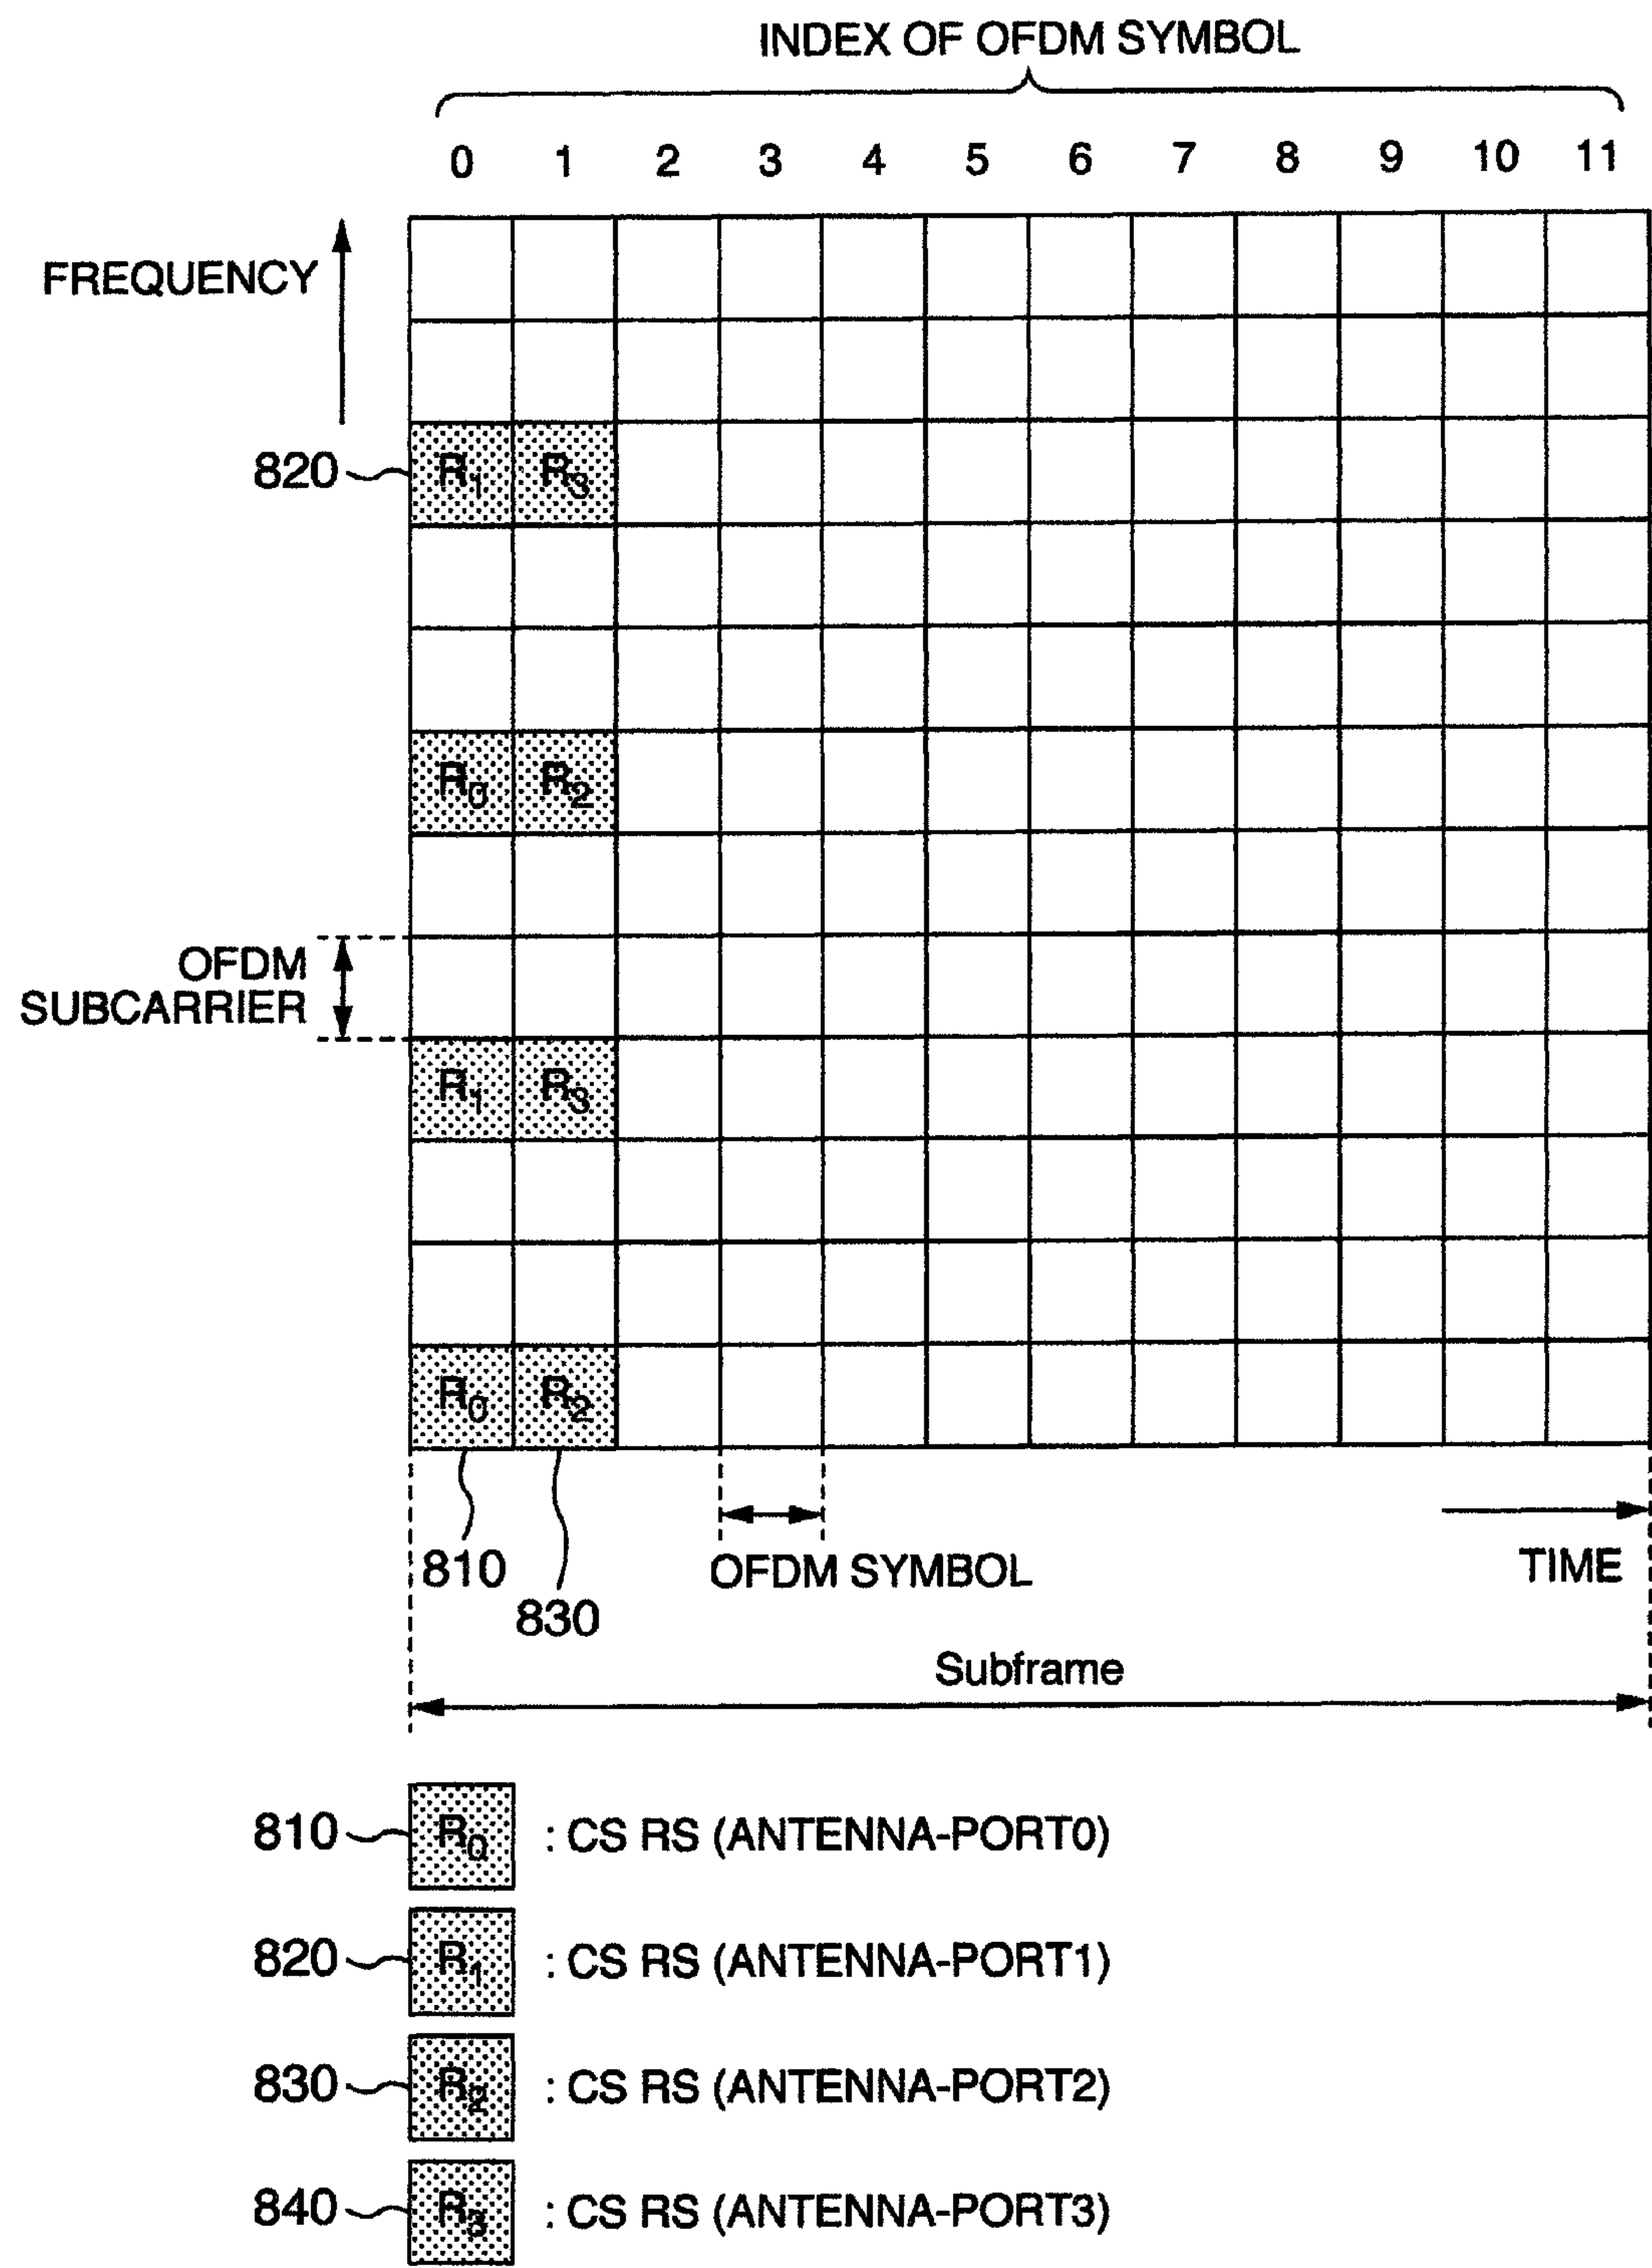 INDEX OF OFDM SYMBOL
0 1 2 3 4 5 6 7 8 9 10 11
FREQUENCY
820
R1 R3
R0 R2
OFDM
SUBCARRIER
R1 R3
R0 R2
810
830
OFDM SYMBOL
TIME
Subframe
810 R0 : CS RS (ANTENNA-PORT0)
820 R1 : CS RS (ANTENNA-PORT1)
830 R2 : CS RS (ANTENNA-PORT2)
840 R3 : CS RS (ANTENNA-PORT3)